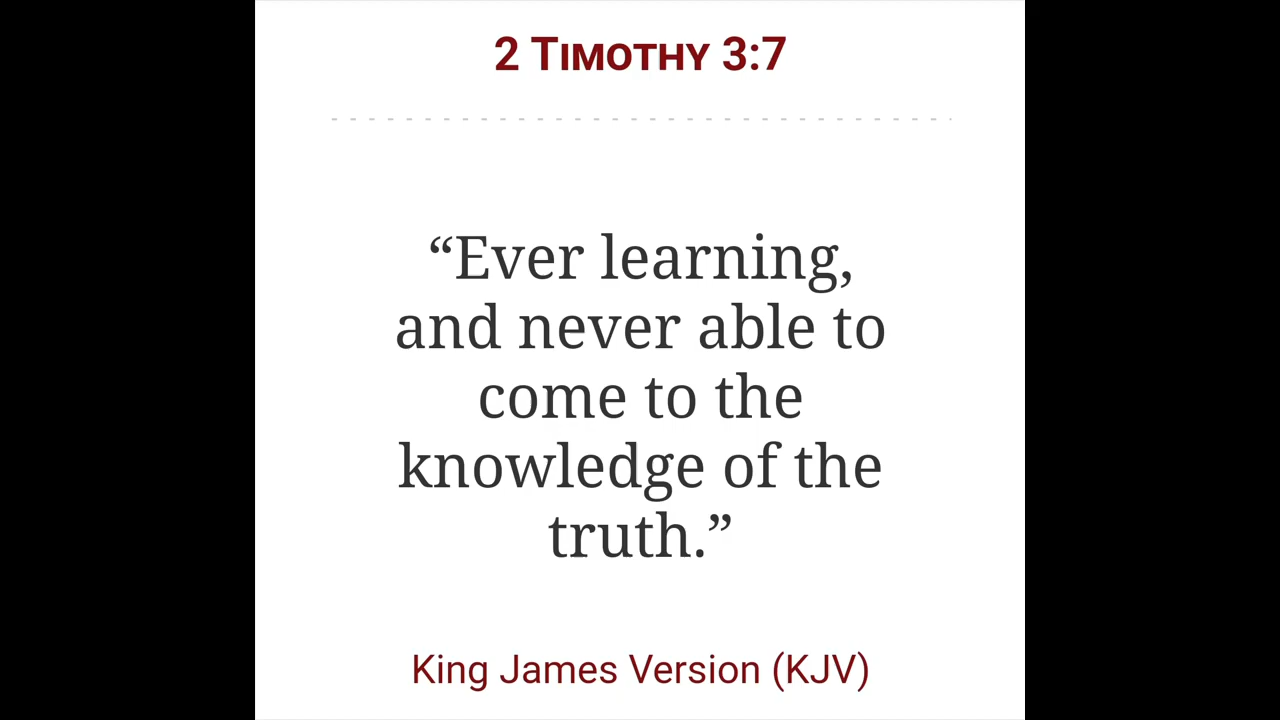 2 Timothy 3:7
“Ever learning,
and never able to
come to the
knowledge of the
truth.”
King James Version (KJV)